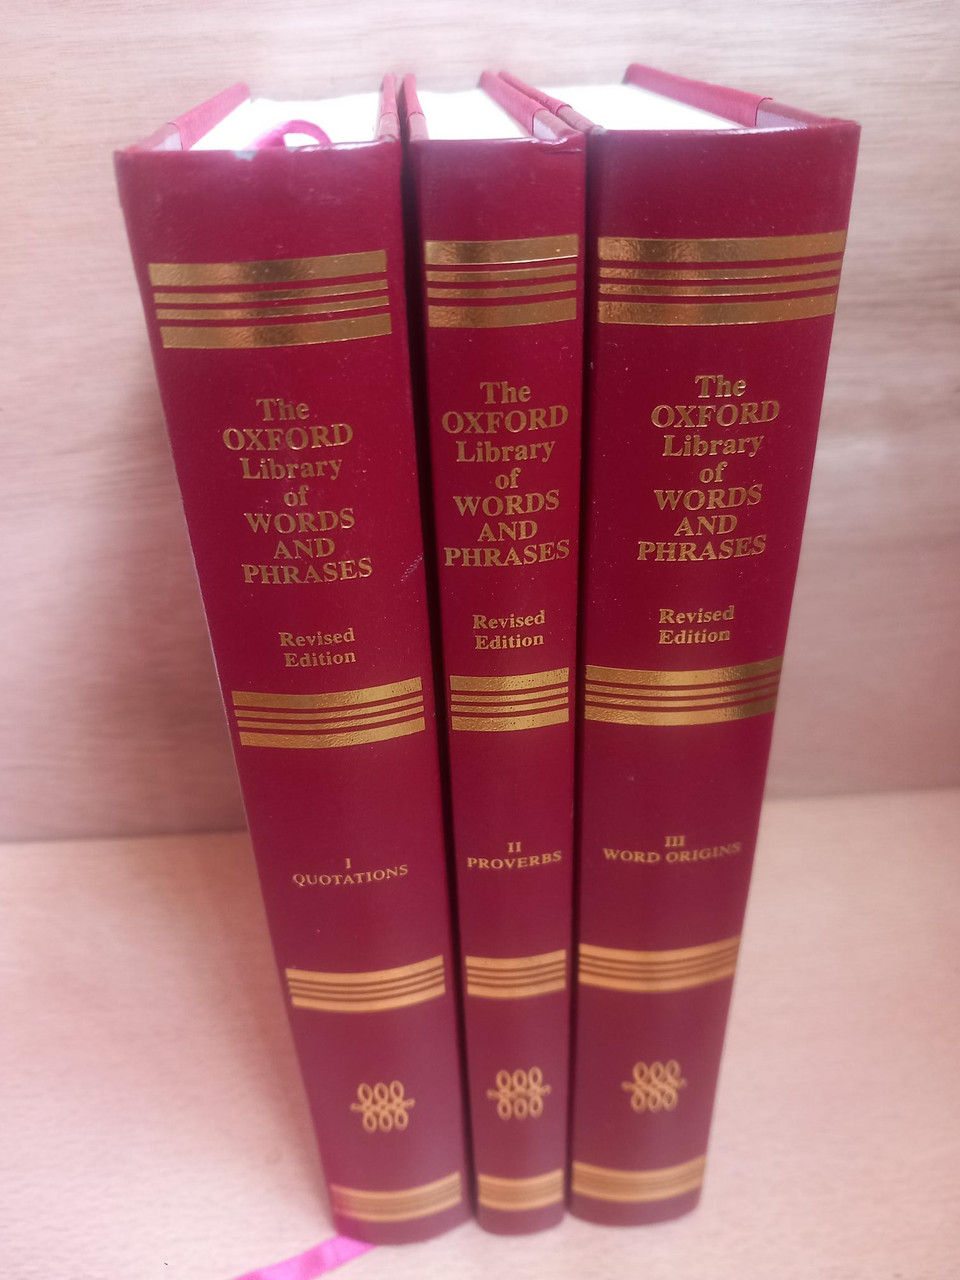 The
OXFORD
Library
of
WORDS
AND
PHRASES
Revised
Edition
I
QUOTATIONS
The
OXFORD
Library
of
WORDS
AND
PHRASES
Revised
Edition
II
PROVERBS
The
OXFORD
Library
of
WORDS
AND
PHRASES
Revised
Edition
III
WORD ORIGINS